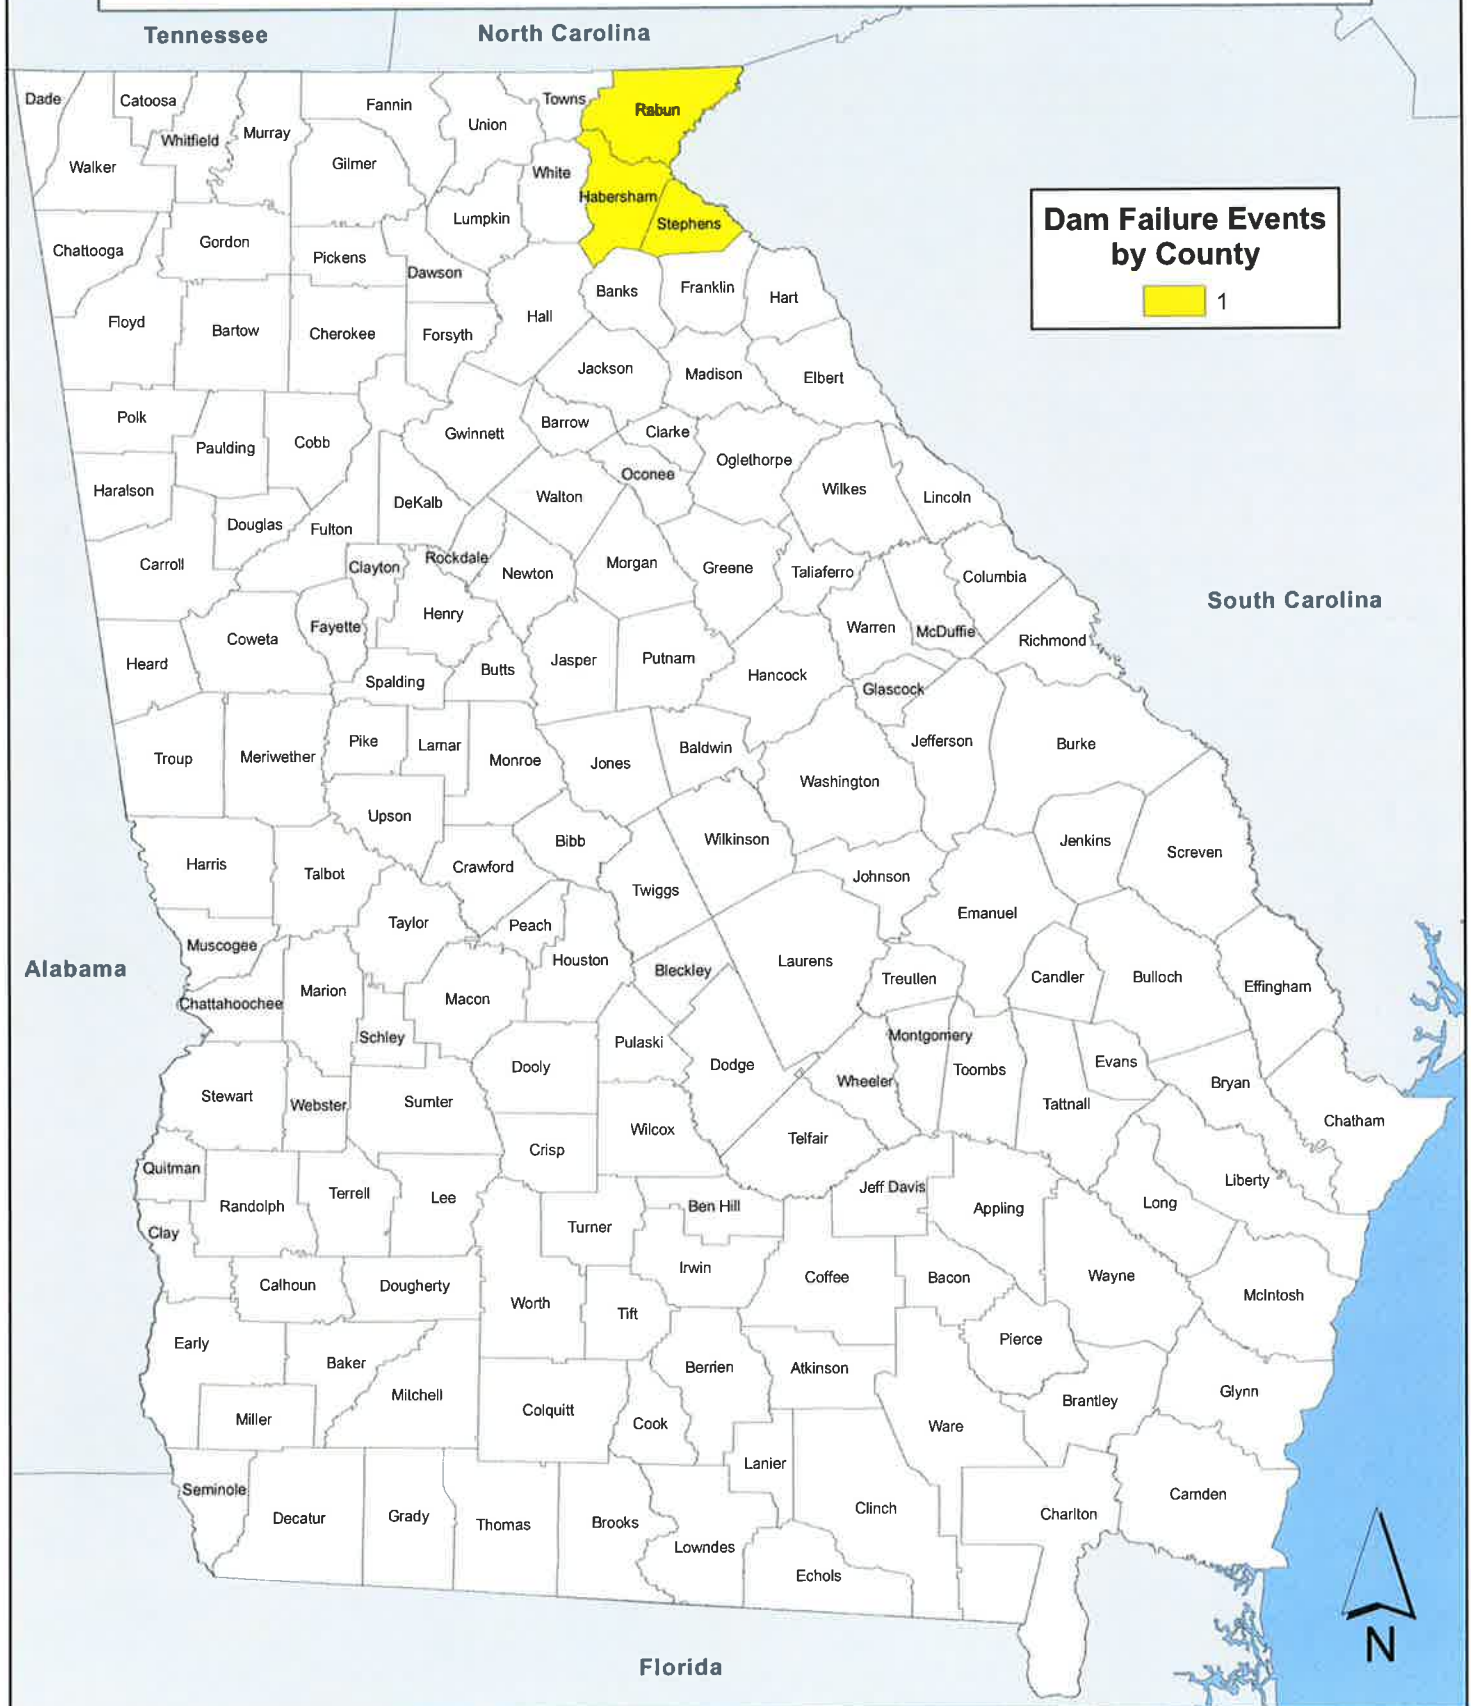 Tennessee
North Carolina
Dade
Catoosa
Fannin
Towns
Rabun
Union
Whitfield
Murray
Walker
Gilmer
White
Habersham
Lumpkin
Stephens
Dam Failure Events
by County
1
Chattooga
Gordon
Pickens
Dawson
Banks
Franklin
Hart
Floyd
Bartow
Cherokee
Forsyth
Hall
Jackson
Madison
Elbert
Polk
Paulding
Cobb
Gwinnett
Barrow
Clarke
Oglethorpe
Oconee
Haralson
DeKalb
Walton
Wilkes
Lincoln
Douglas
Fulton
Carroll
Clayton
Rockdale
Newton
Morgan
Greene
Taliaferro
Columbia
South Carolina
Henry
Fayette
Coweta
Warren
McDuffie
Richmond
Heard
Spalding
Butts
Jasper
Putnam
Hancock
Glascock
Troup
Meriwether
Pike
Lamar
Monroe
Jones
Baldwin
Washington
Jefferson
Burke
Upson
Bibb
Wilkinson
Jenkins
Screven
Harris
Talbot
Crawford
Twiggs
Johnson
Emanuel
Taylor
Peach
Muscogee
Alabama
Houston
Bleckley
Laurens
Treutlen
Candler
Bulloch
Effingham
Chattahoochee
Marion
Macon
Schley
Pulaski
Montgomery
Dooly
Dodge
Wheeler
Toombs
Evans
Bryan
Stewart
Webster
Sumter
Tattnall
Chatham
Wilcox
Telfair
Crisp
Quitman
Randolph
Terrell
Lee
Ben Hill
Jeff Davis
Appling
Long
Liberty
Clay
Turner
Irwin
Calhoun
Dougherty
Worth
Tift
Coffee
Bacon
Wayne
McIntosh
Early
Baker
Mitchell
Berrien
Atkinson
Pierce
Brantley
Glynn
Miller
Colquitt
Cook
Ware
Lanier
Seminole
Decatur
Grady
Thomas
Brooks
Lowndes
Clinch
Echols
Charlton
Camden
N
Florida